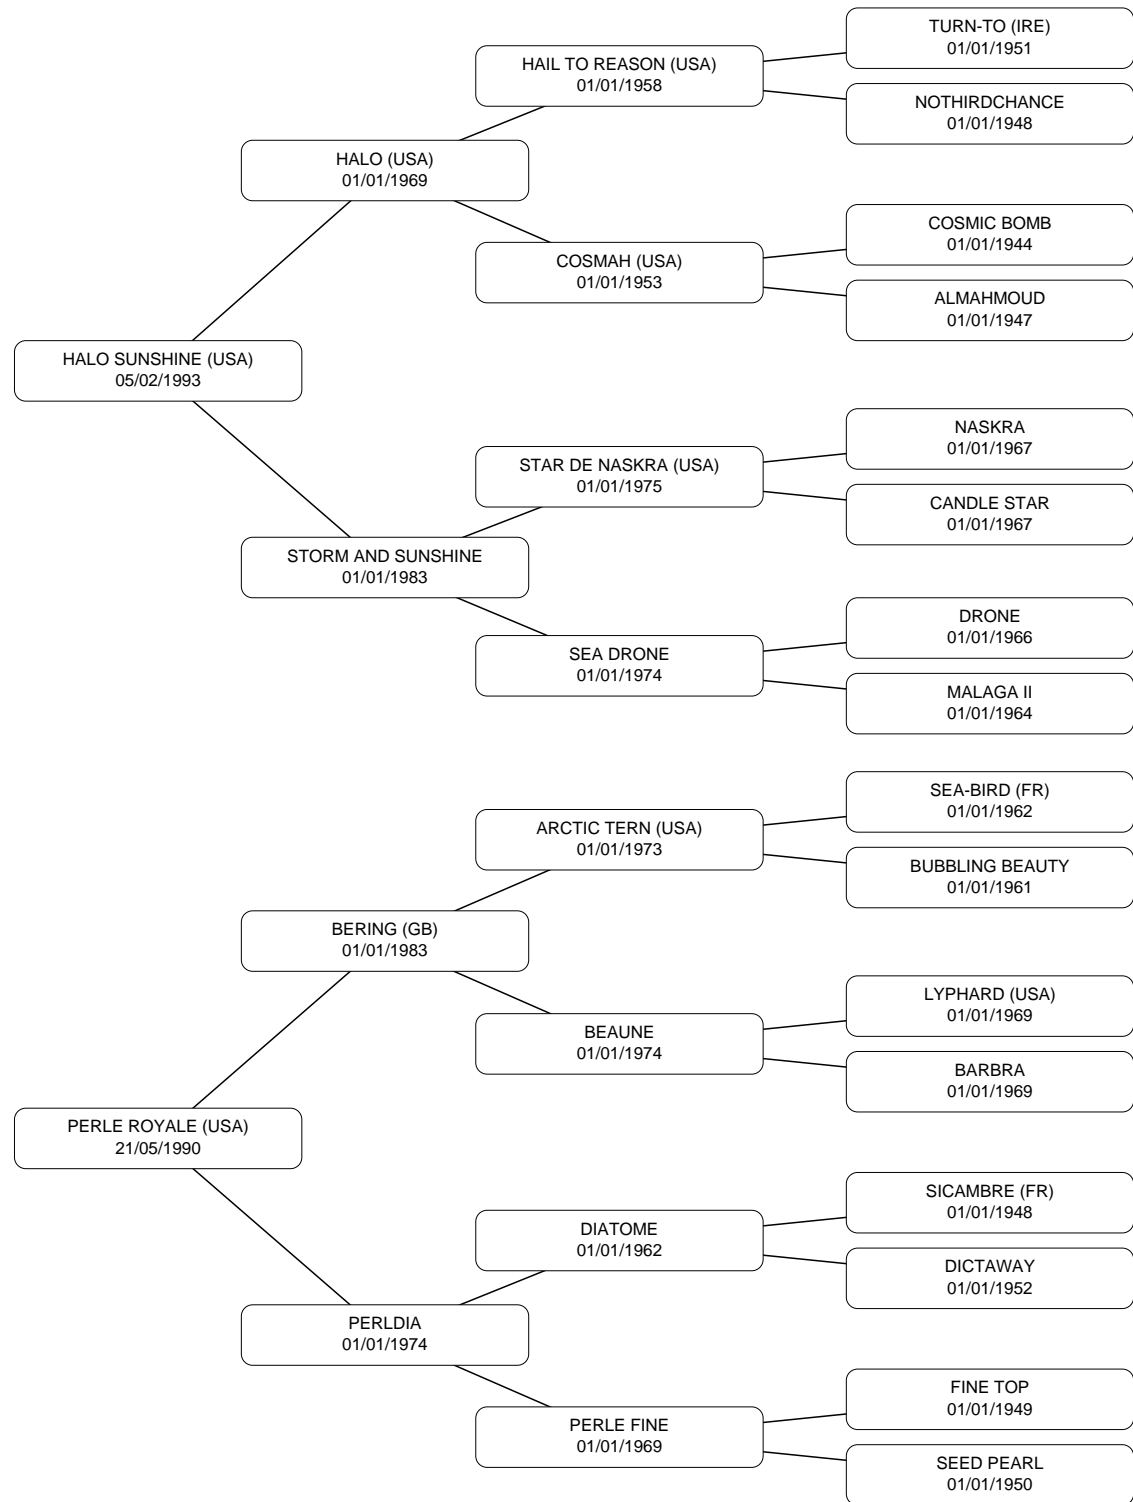 TURN-TO (IRE)
01/01/1951
HAIL TO REASON (USA)
01/01/1958
NOTHIRDCHANCE
01/01/1948
HALO (USA)
01/01/1969
COSMIC BOMB
01/01/1944
COSMAH (USA)
01/01/1953
ALMAHMOUD
01/01/1947
HALO SUNSHINE (USA)
05/02/1993
NASKRA
01/01/1967
STAR DE NASKRA (USA)
01/01/1975
CANDLE STAR
01/01/1967
STORM AND SUNSHINE
01/01/1983
DRONE
01/01/1966
SEA DRONE
01/01/1974
MALAGA II
01/01/1964
SEA-BIRD (FR)
01/01/1962
ARCTIC TERN (USA)
01/01/1973
BUBBLING BEAUTY
01/01/1961
BERING (GB)
01/01/1983
LYPHARD (USA)
01/01/1969
BEAUNE
01/01/1974
BARBRA
01/01/1969
PERLE ROYALE (USA)
21/05/1990
SICAMBRE (FR)
01/01/1948
DIATOME
01/01/1962
DICTAWAY
01/01/1952
PERLDIA
01/01/1974
FINE TOP
01/01/1949
PERLE FINE
01/01/1969
SEED PEARL
01/01/1950